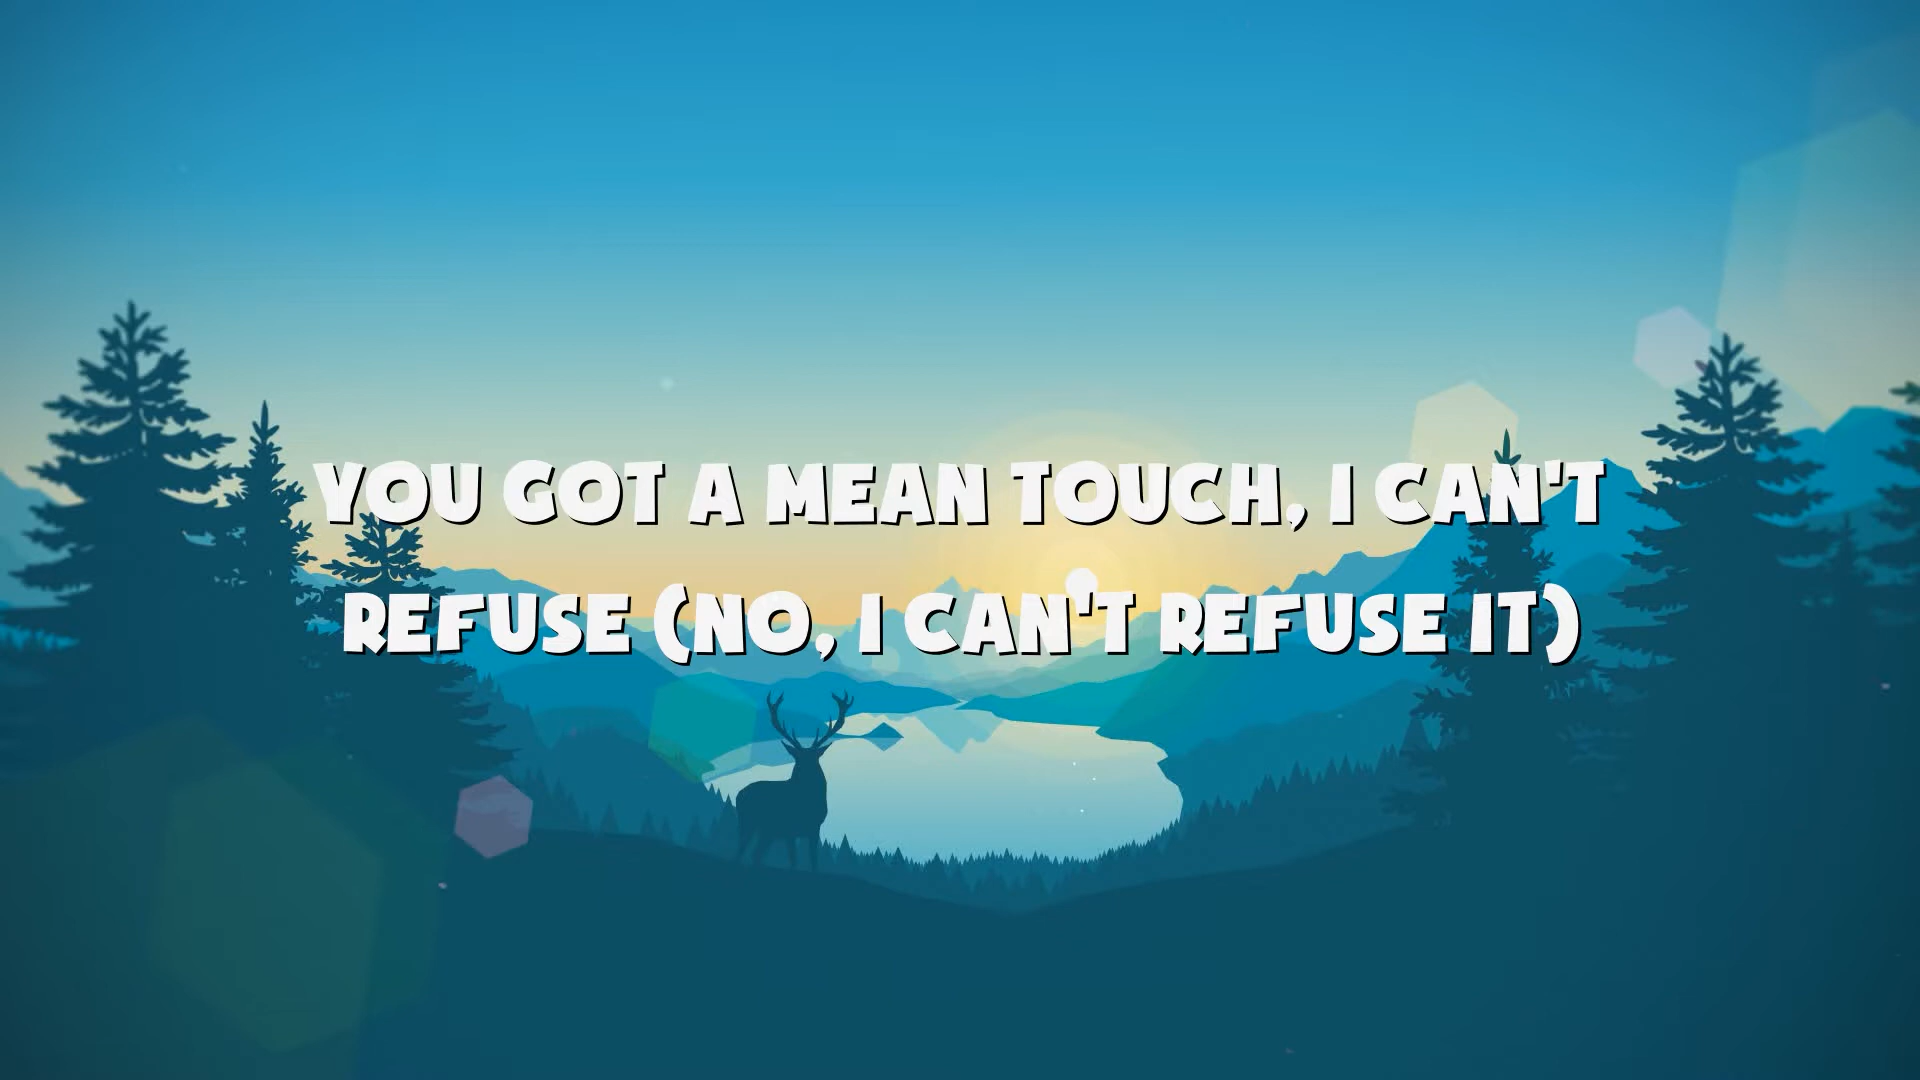 YOU GOT A MEAN TOUCH, I CAN'T
REFUSE (NO, I CAN'T REFUSE IT)